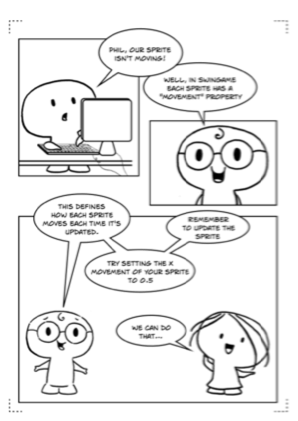 PHIL, OUR SPRITE
ISN'T MOVING!
WELL, IN SWINGAME
EACH SPRITE HAS A
"MOVEMENT" PROPERTY
THIS DEFINES
HOW EACH SPRITE
MOVES EACH TIME IT'S
UPDATED.
REMEMBER
TO UPDATE THE
SPRITE
TRY SETTING THE X
MOVEMENT OF YOUR SPRITE
TO 0.5
WE CAN DO
THAT...